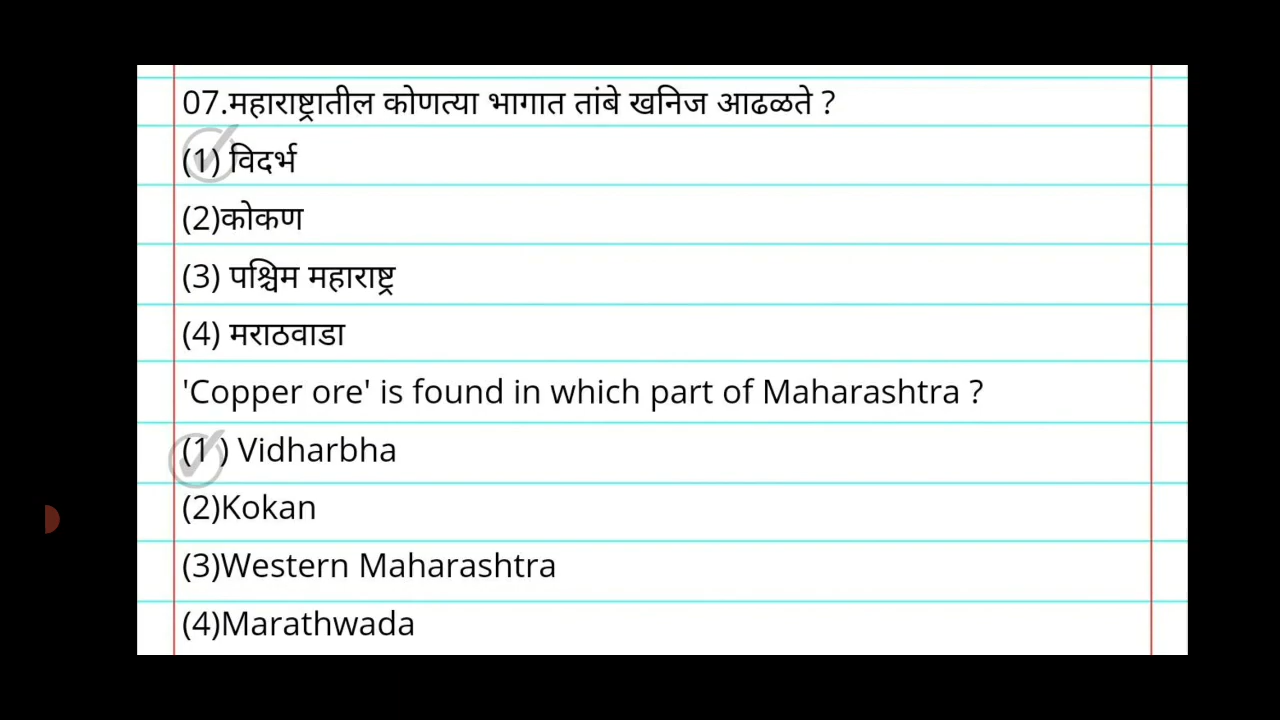 07.महाराष्ट्रातील कोणत्या भागात तांबे खनिज आढळते ?
(1) विदर्भ
(2)कोकण
(3) पश्चिम महाराष्ट्र
(4) मराठवाडा
'Copper ore' is found in which part of Maharashtra ?
(1 ) Vidharbha
(2)Kokan
(3)Western Maharashtra
(4)Marathwada